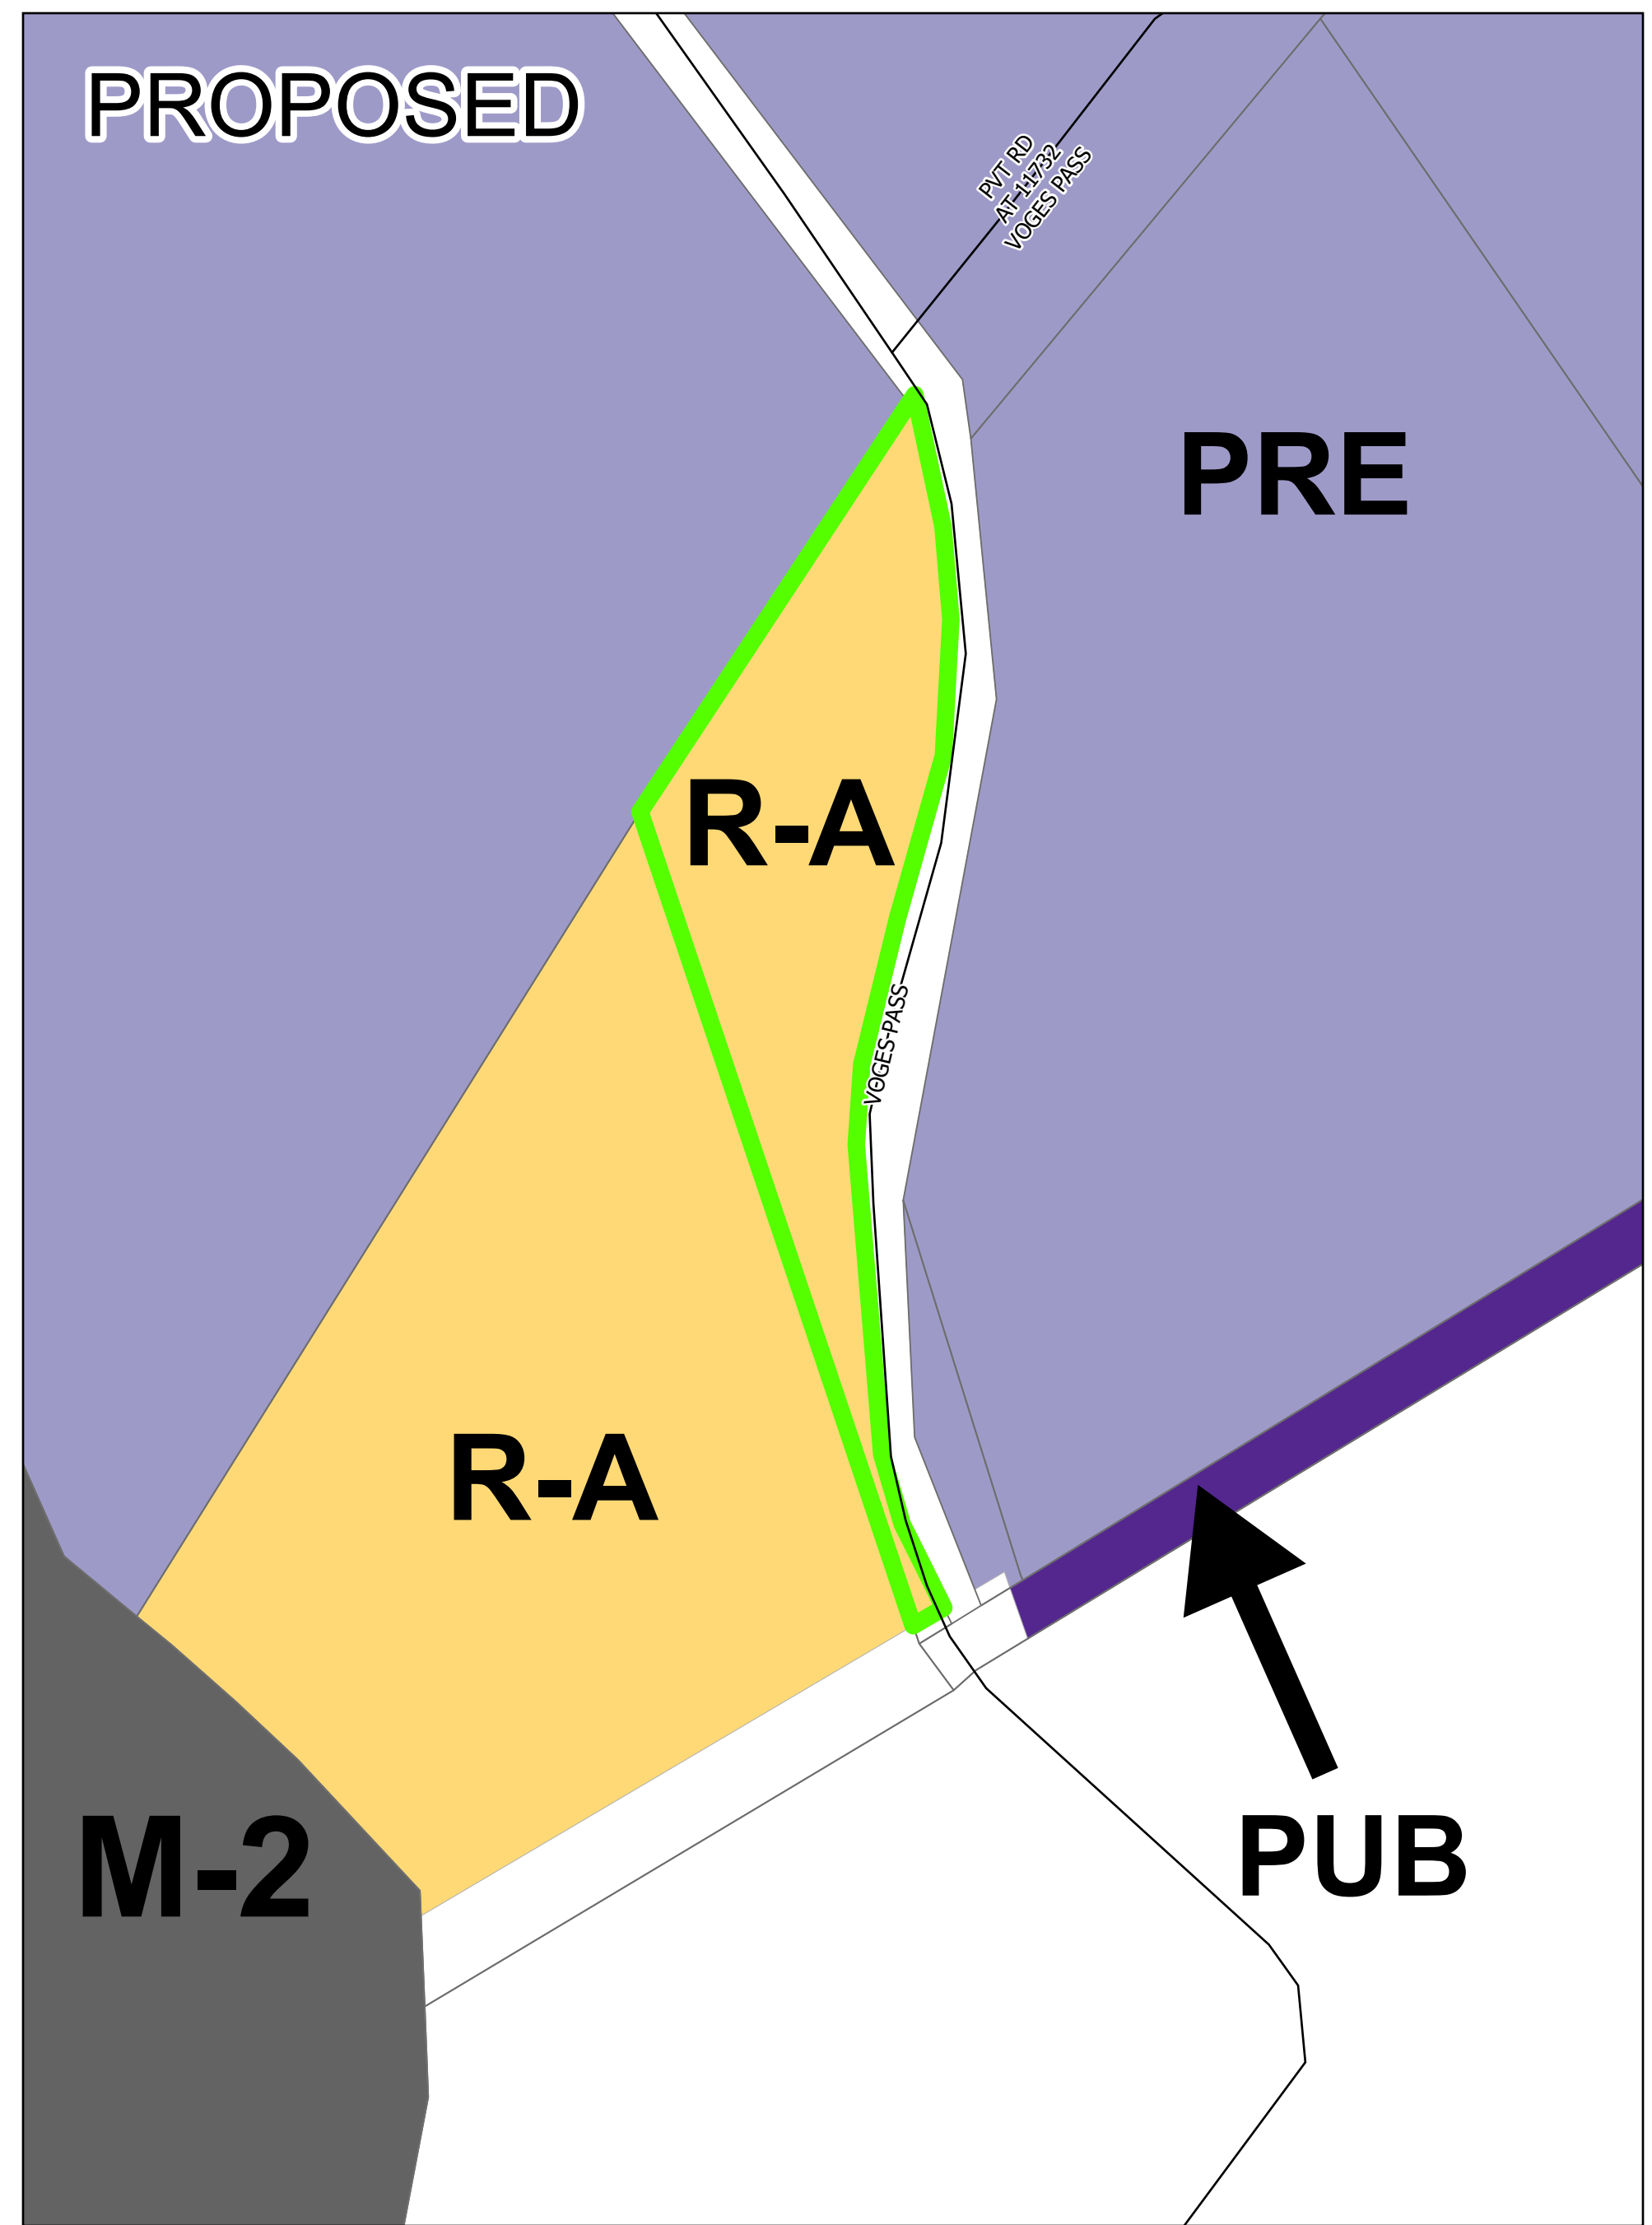 PROPOSED
PVT RD
AT 11732
VOGES PASS
PRE
R-A
VOGES PASS
R-A
M-2
PUB